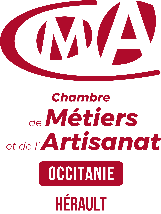 CMA
Chambre
de Métiers
et de l'Artisanat
OCCITANIE
HÉRAULT